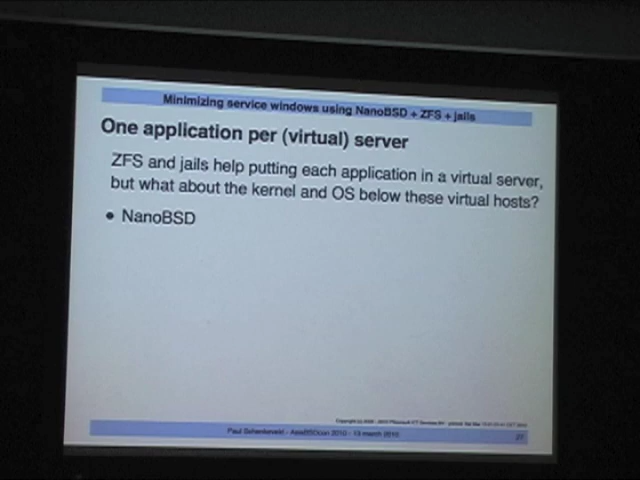 Minimizing service windows using NanoBSD + ZFS + jails
One application per (virtual) server
ZFS and jails help putting each application in a virtual server,
but what about the kernel and OS below these virtual hosts?
• NanoBSD
Paul Schenkeveld - AsiaBSDcon 2010 - 13 march 2010
27